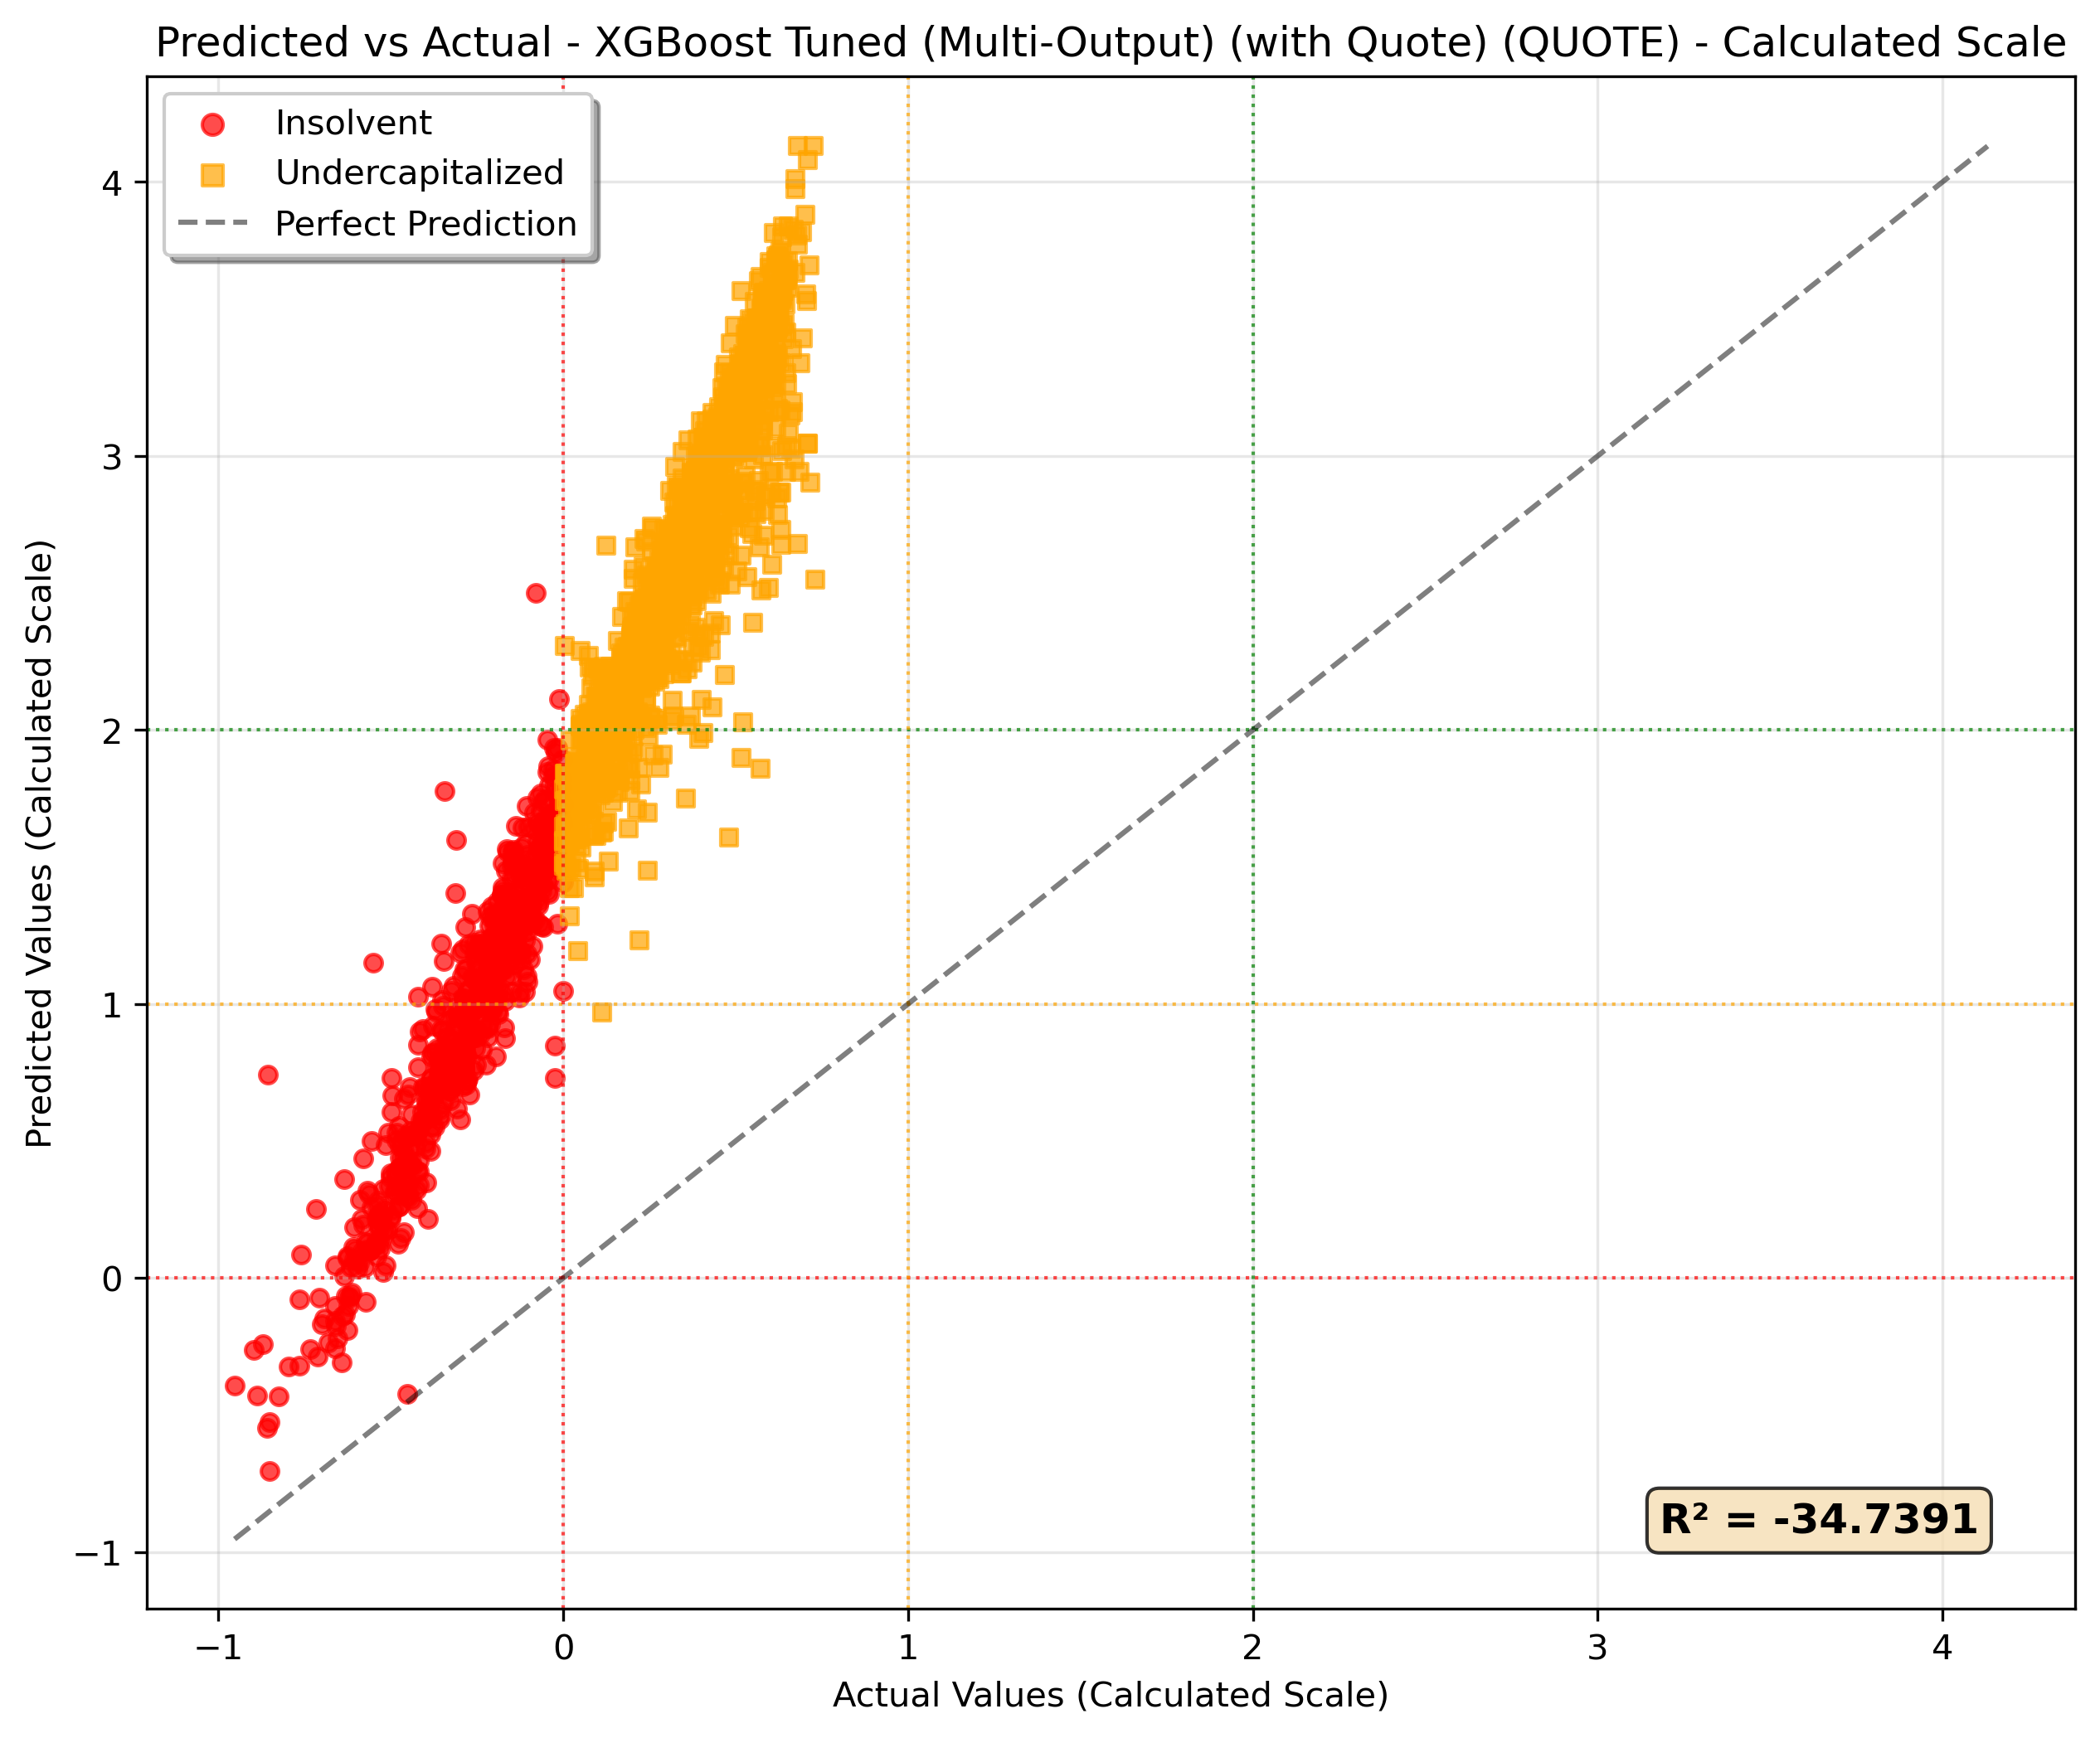 Predicted vs Actual - XGBoost Tuned (Multi-Output) (with Quote) (QUOTE) - Calculated Scale
Insolvent
Undercapitalized
Perfect Prediction
Predicted Values (Calculated Scale)
4
3
2
1
0
−1
R² = -34.7391
−1 0 1 2 3 4
Actual Values (Calculated Scale)